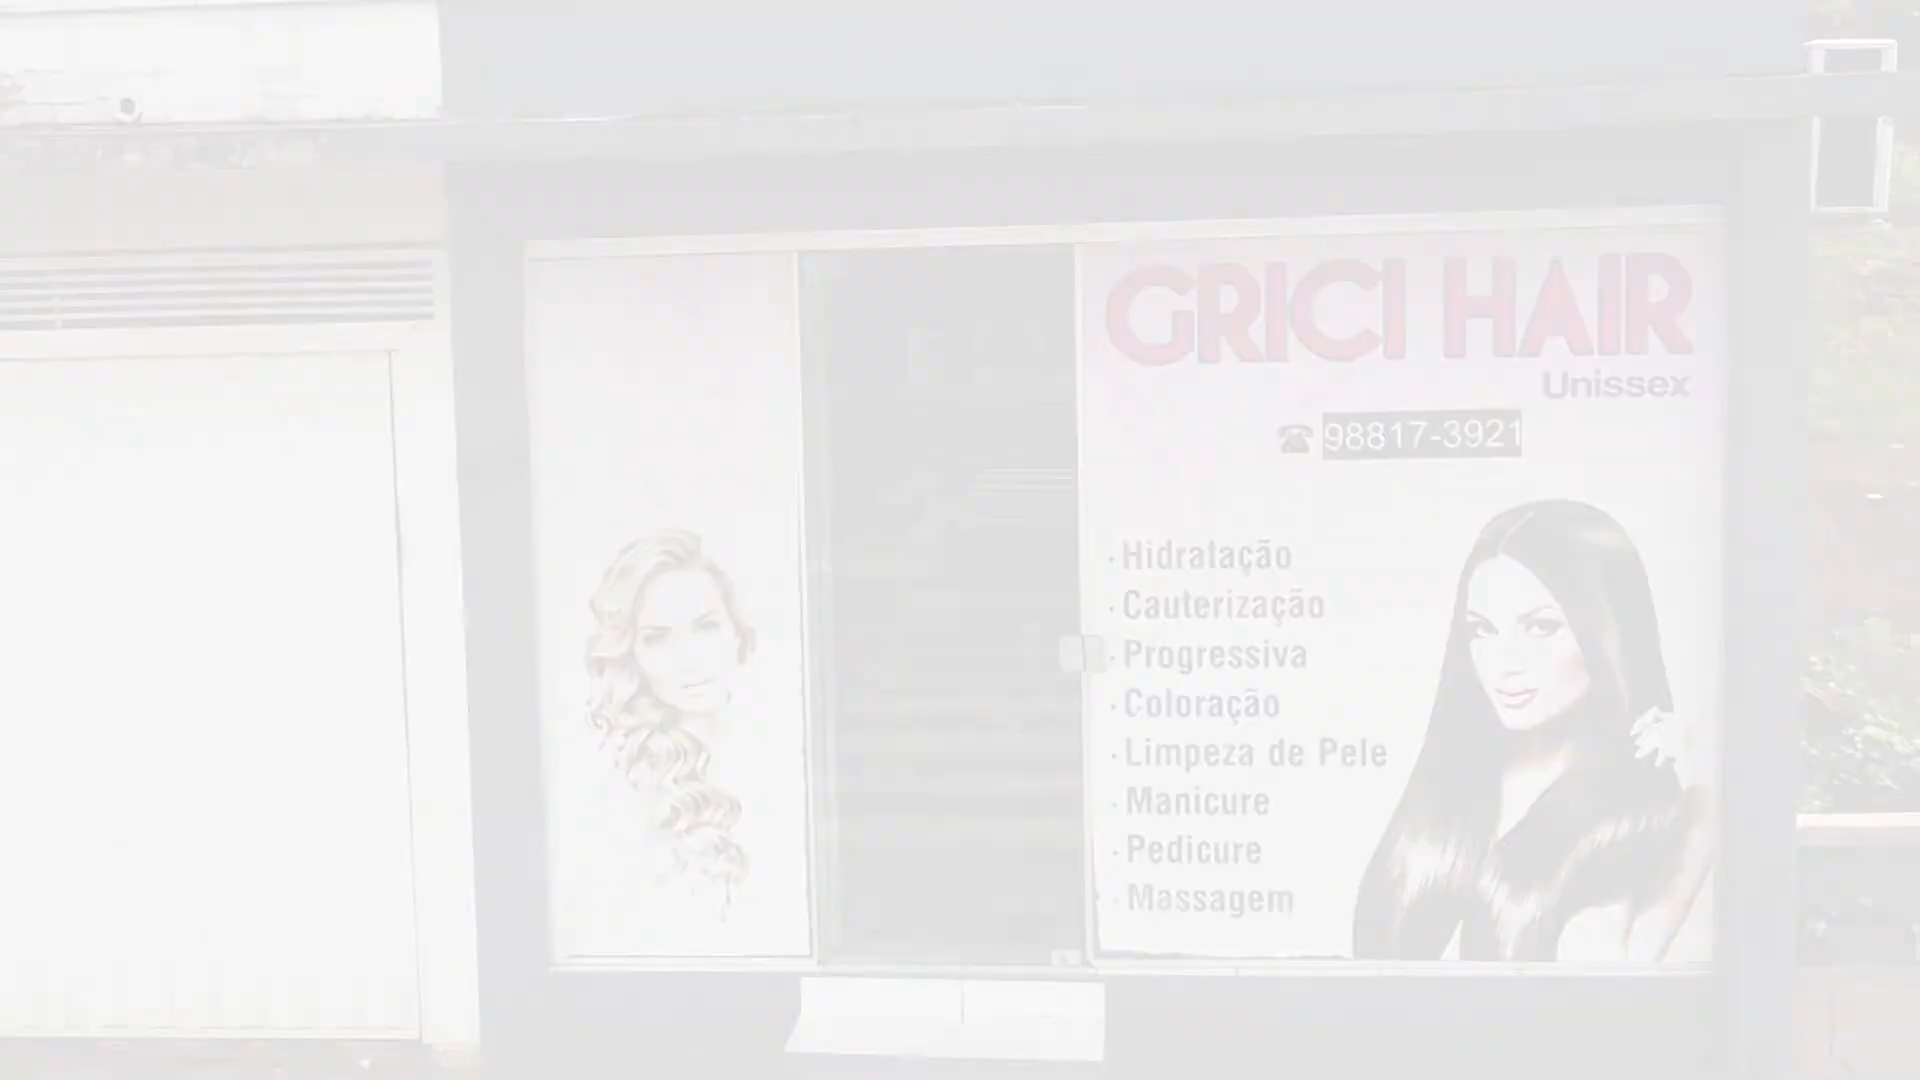 GRICI HAIR
Unissex
☎ 98817-3921
· Hidratação
· Cauterização
· Progressiva
· Coloração
· Limpeza de Pele
· Manicure
· Pedicure
· Massagem